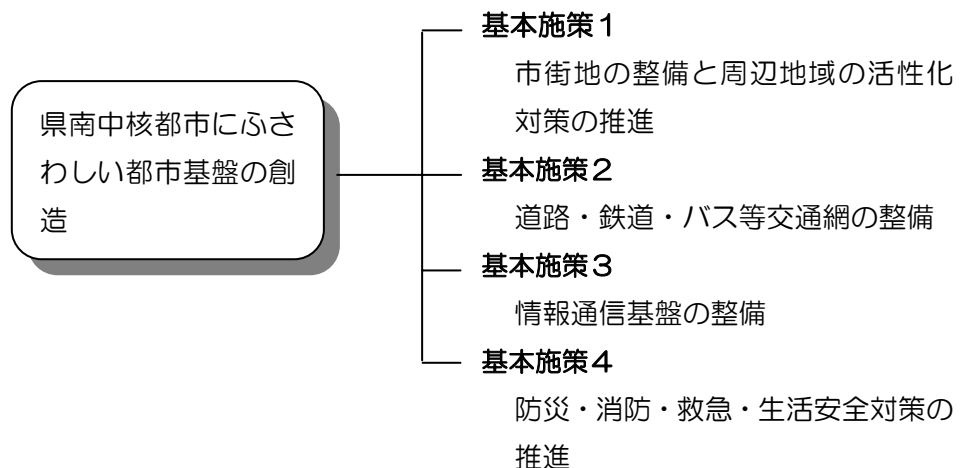 県南中核都市にふさ
わしい都市基盤の創
造
基本施策１
市街地の整備と周辺地域の活性化
対策の推進
基本施策２
道路・鉄道・バス等交通網の整備
基本施策３
情報通信基盤の整備
基本施策４
防災・消防・救急・生活安全対策の
推進